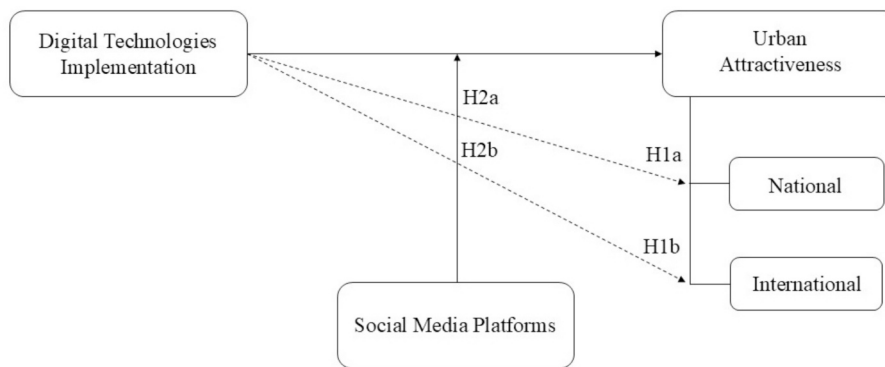 Digital Technologies
Implementation
Urban
Attractiveness
H2a
H2b
H1a
National
H1b
International
Social Media Platforms